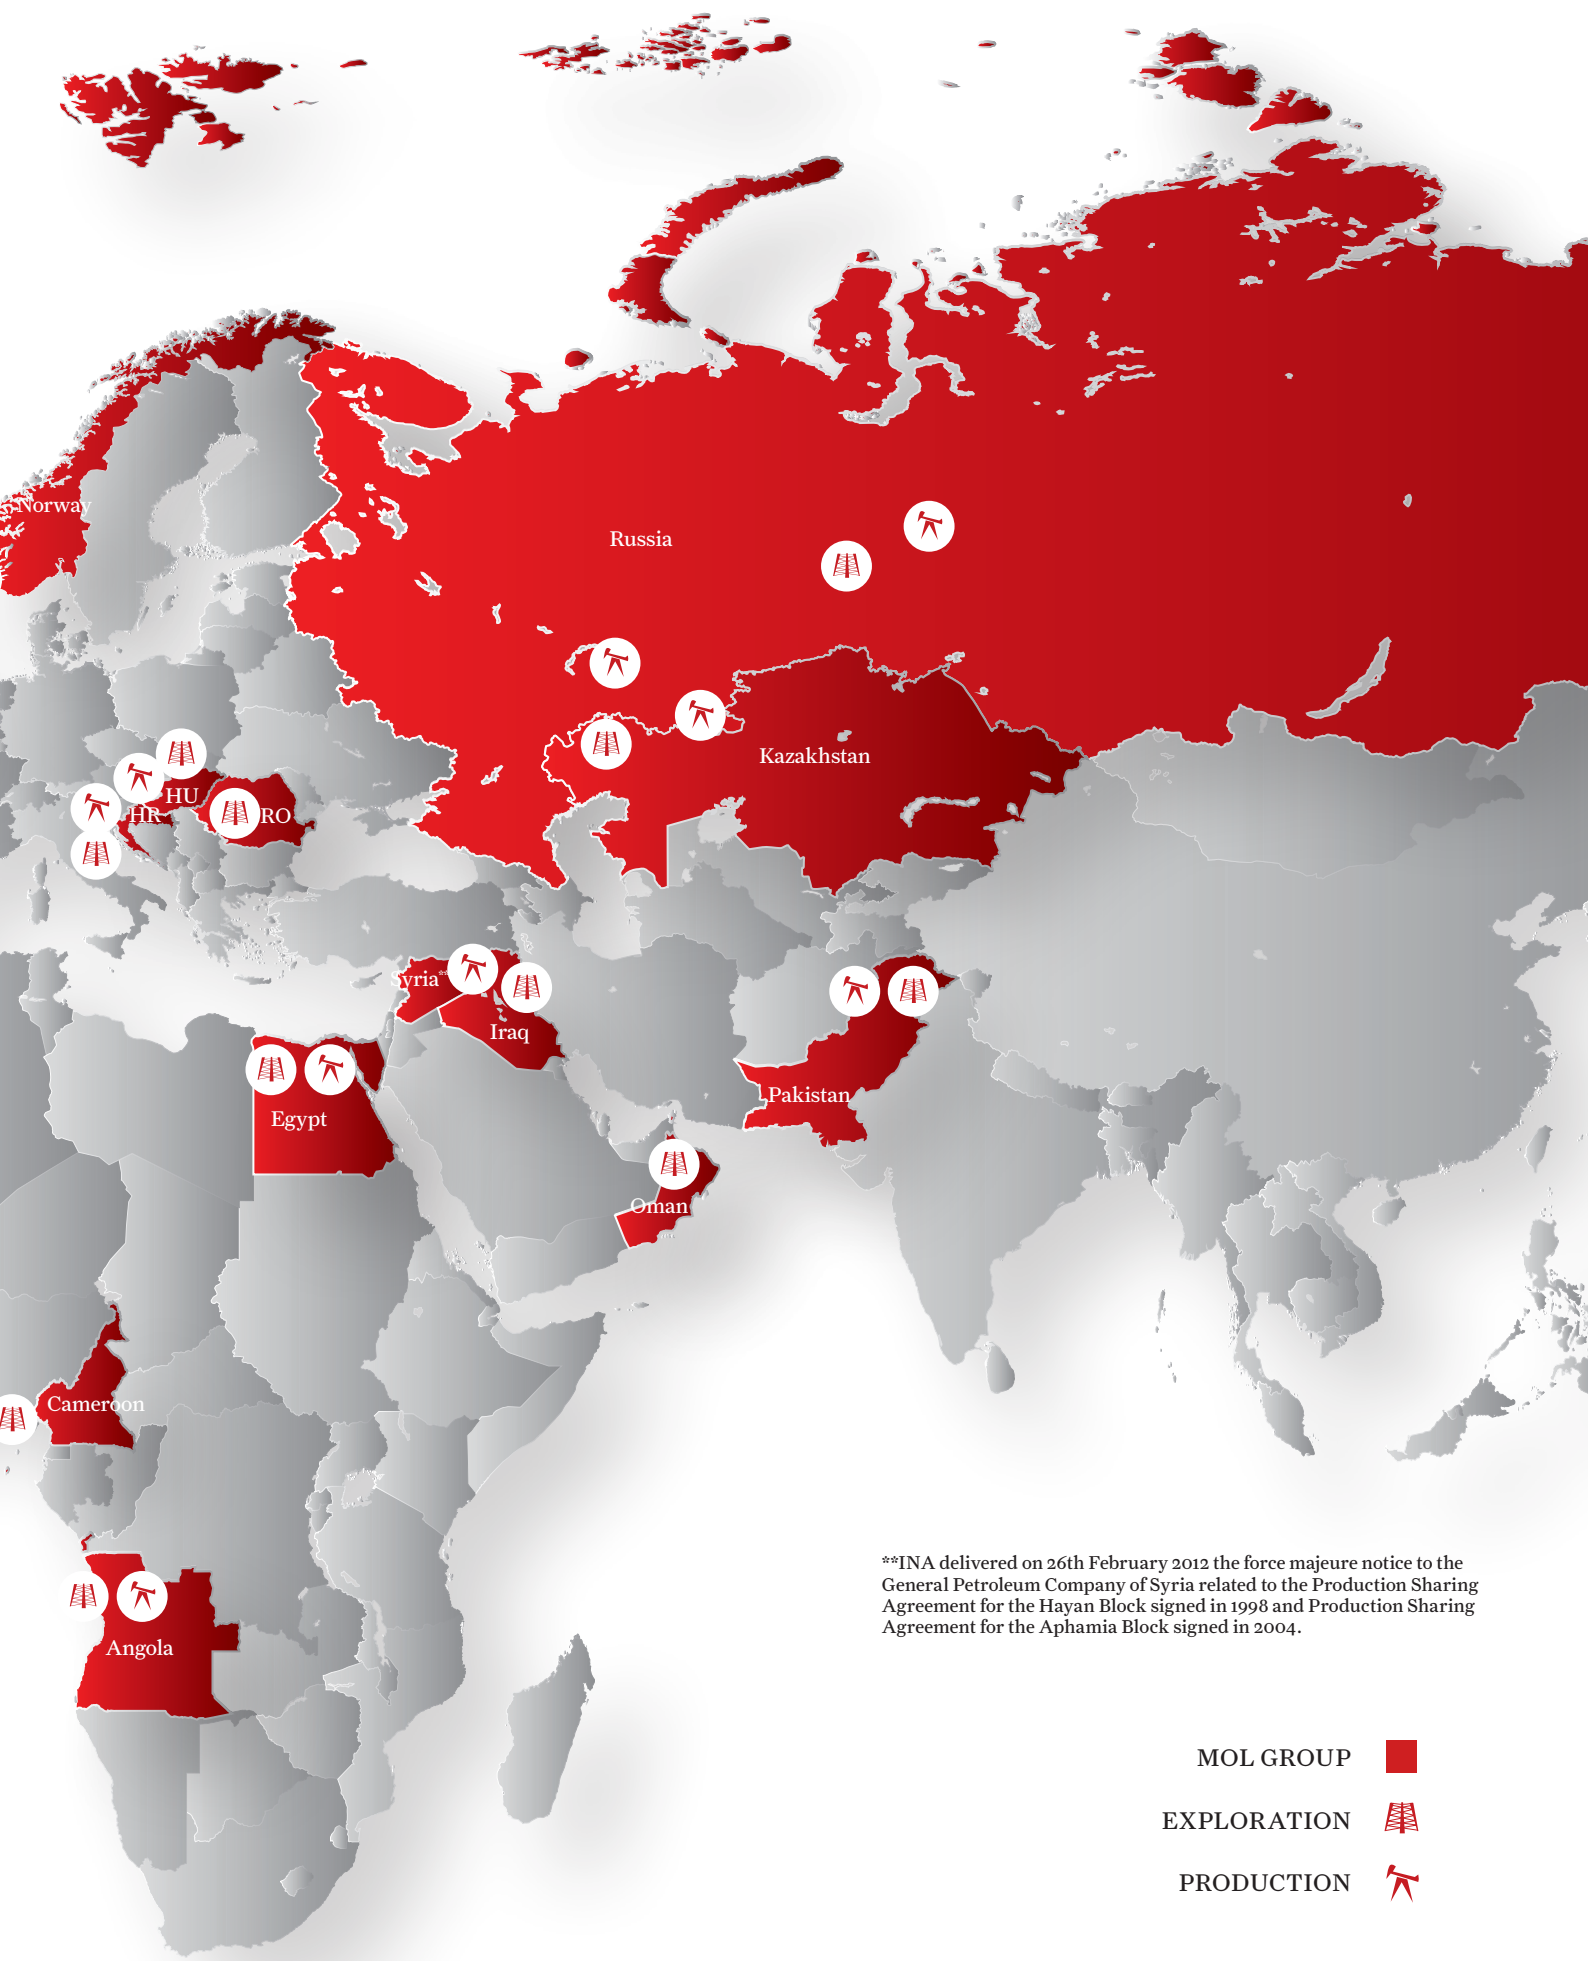 Norway
Russia
Kazakhstan
HU
HR
RO
Syria**
Iraq
Pakistan
Egypt
Oman
Cameroon
Angola
**INA delivered on 26th February 2012 the force majeure notice to the
General Petroleum Company of Syria related to the Production Sharing
Agreement for the Hayan Block signed in 1998 and Production Sharing
Agreement for the Aphamia Block signed in 2004.
MOL GROUP
EXPLORATION
PRODUCTION